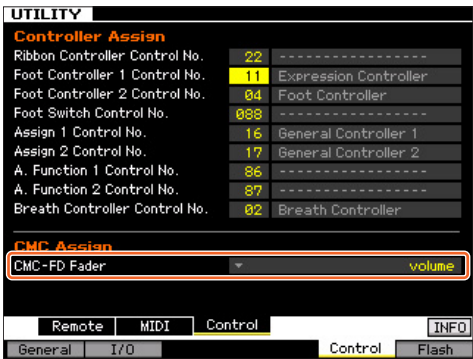 UTILITY
Controller Assign
Ribbon Controller Control No. 22 -----------------
Foot Controller 1 Control No. 11 Expression Controller
Foot Controller 2 Control No. 04 Foot Controller
Foot Switch Control No. 088 -----------------
Assign 1 Control No. 16 General Controller 1
Assign 2 Control No. 17 General Controller 2
A. Function 1 Control No. 86 -----------------
A. Function 2 Control No. 87 -----------------
Breath Controller Control No. 02 Breath Controller
CMC Assign
CMC-FD Fader volume
Remote MIDI Control INFO
General I/O Control Flash